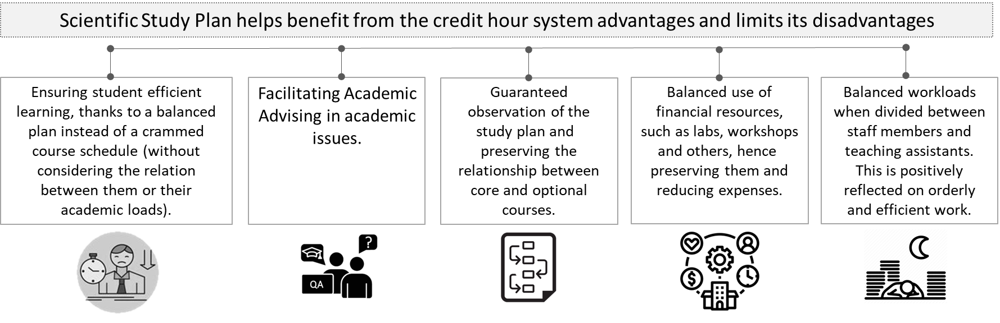 Scientific Study Plan helps benefit from the credit hour system advantages and limits its disadvantages
Ensuring student efficient
learning, thanks to a balanced
plan instead of a crammed
course schedule (without
considering the relation
between them or their
academic loads).
Facilitating Academic
Advising in academic
issues.
Guaranteed
observation of the
study plan and
preserving the
relationship between
core and optional
courses.
Balanced use of
financial resources,
such as labs, workshops
and others, hence
preserving them and
reducing expenses.
Balanced workloads
when divided between
staff members and
teaching assistants.
This is positively
reflected on orderly
and efficient work.
?
QA
$